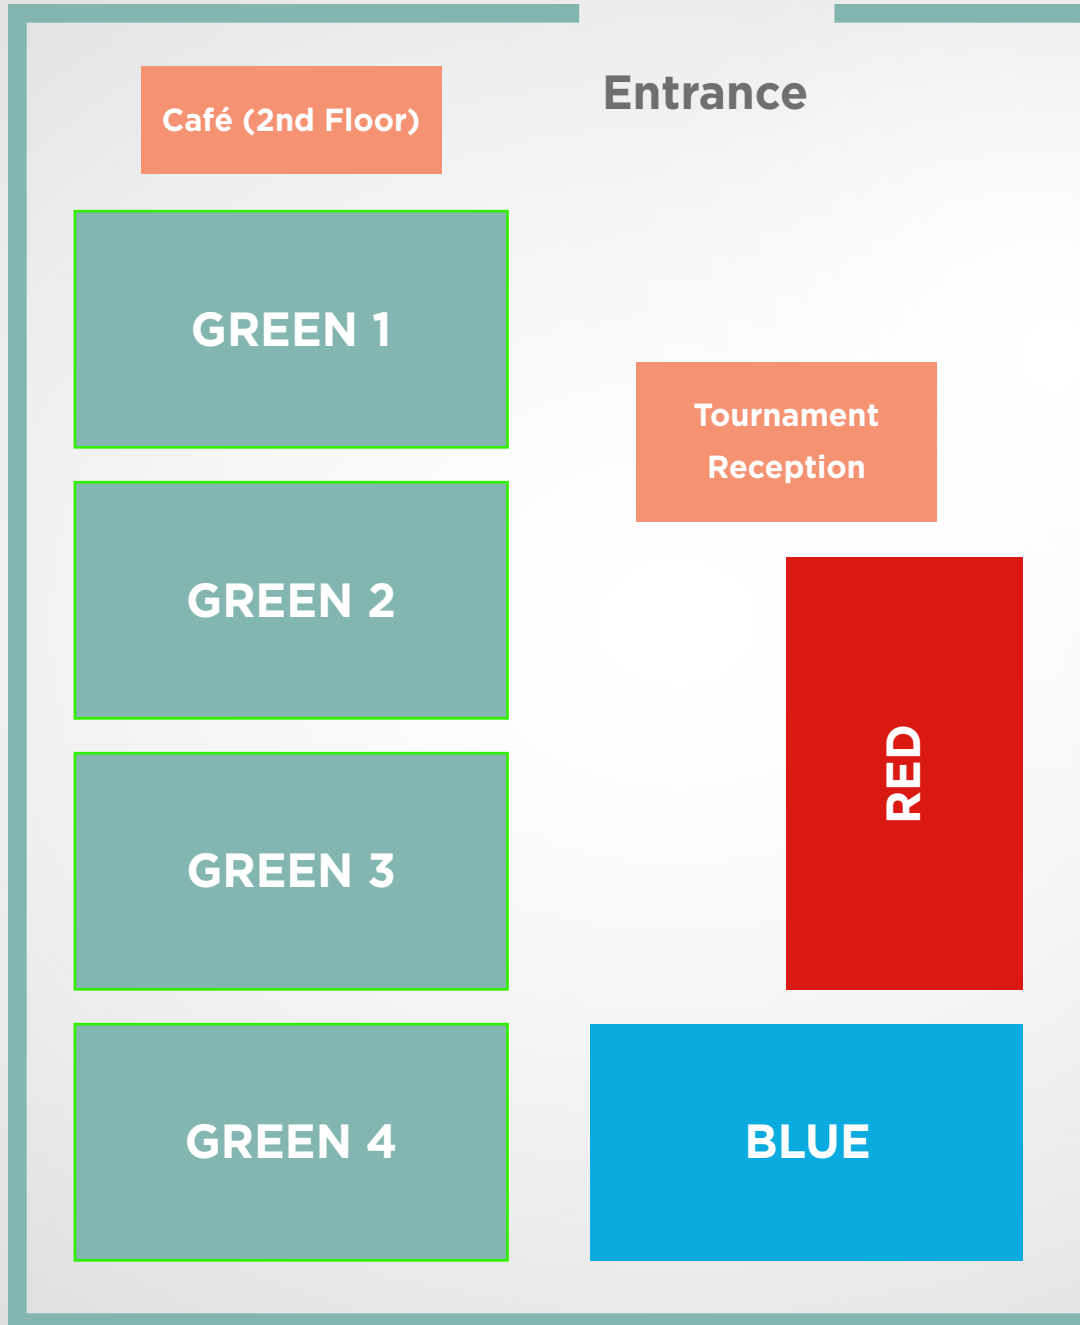 Entrance
Café (2nd Floor)
GREEN 1
Tournament
Reception
GREEN 2
RED
GREEN 3
GREEN 4
BLUE